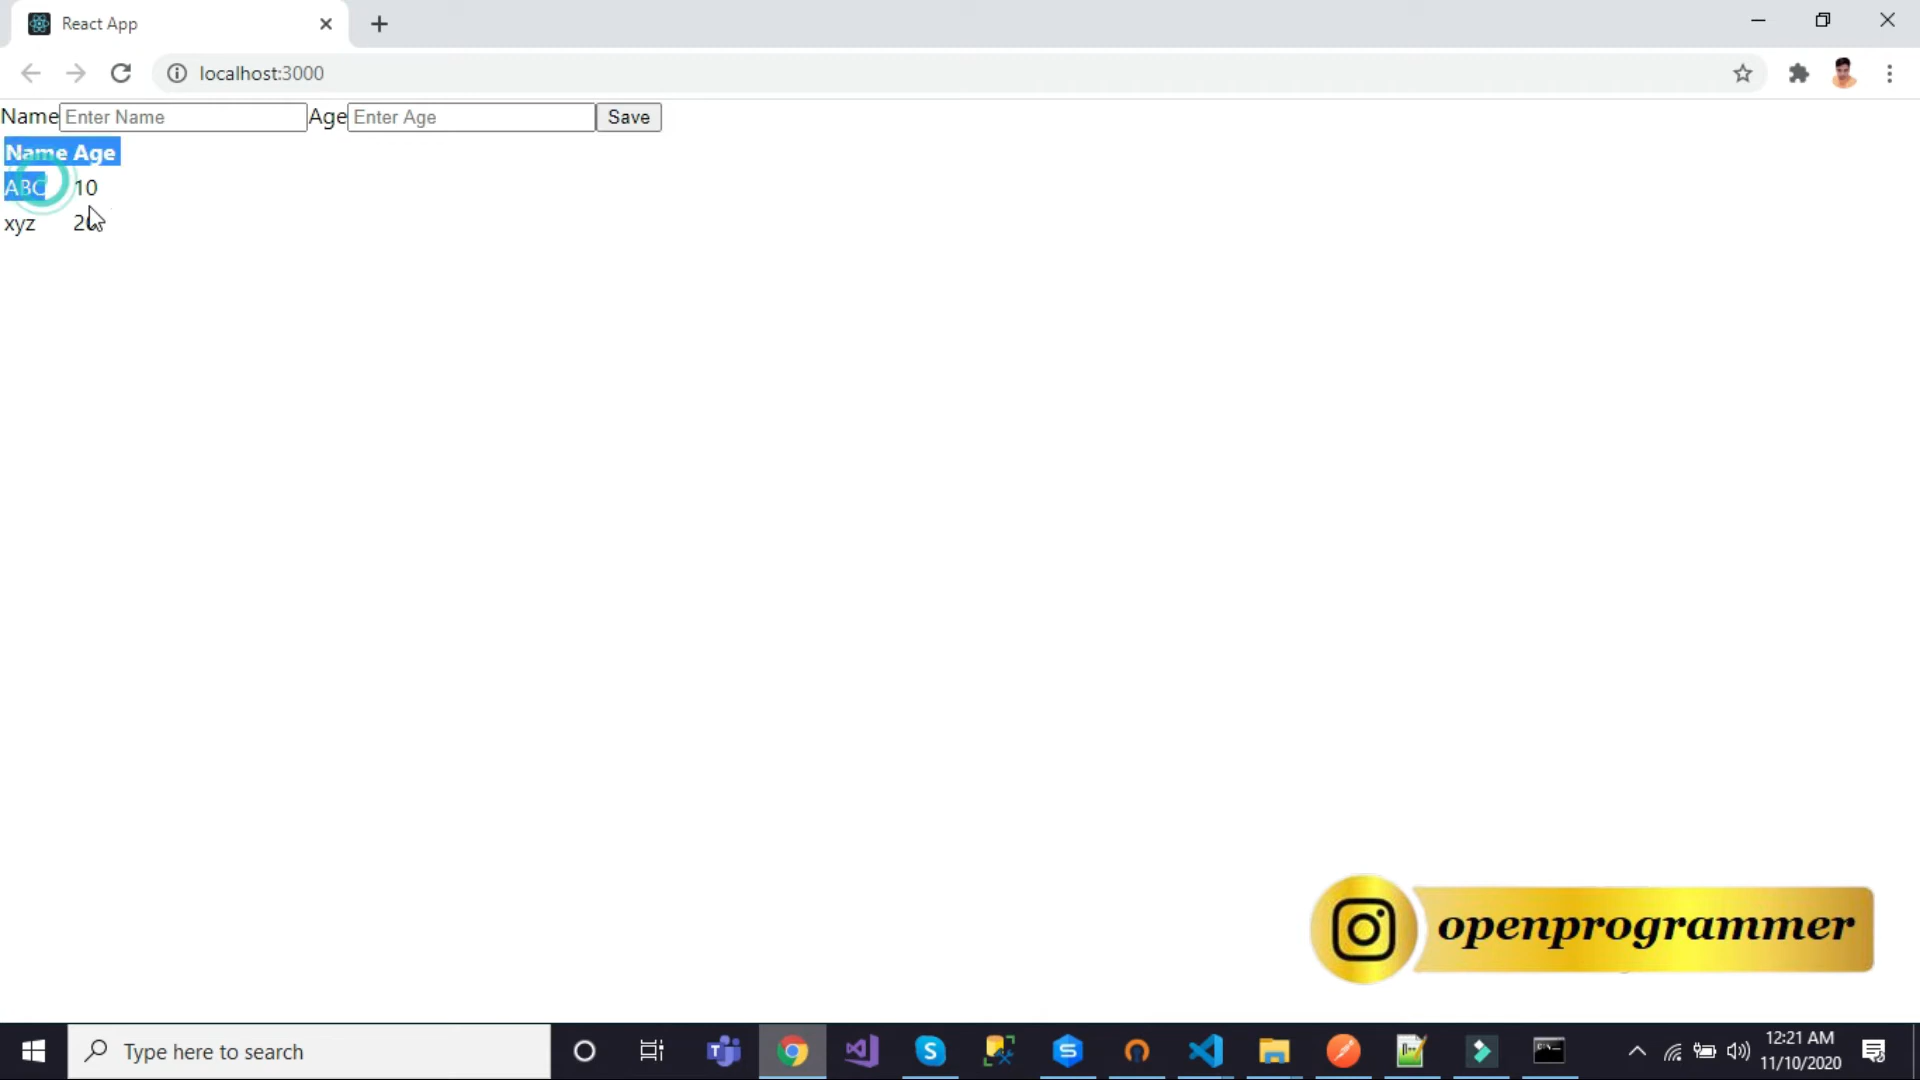 React App
localhost:3000
Name Enter Name Age Enter Age Save
Name Age
ABC 10
xyz
openprogrammer
Type here to search
12:21 AM
11/10/2020